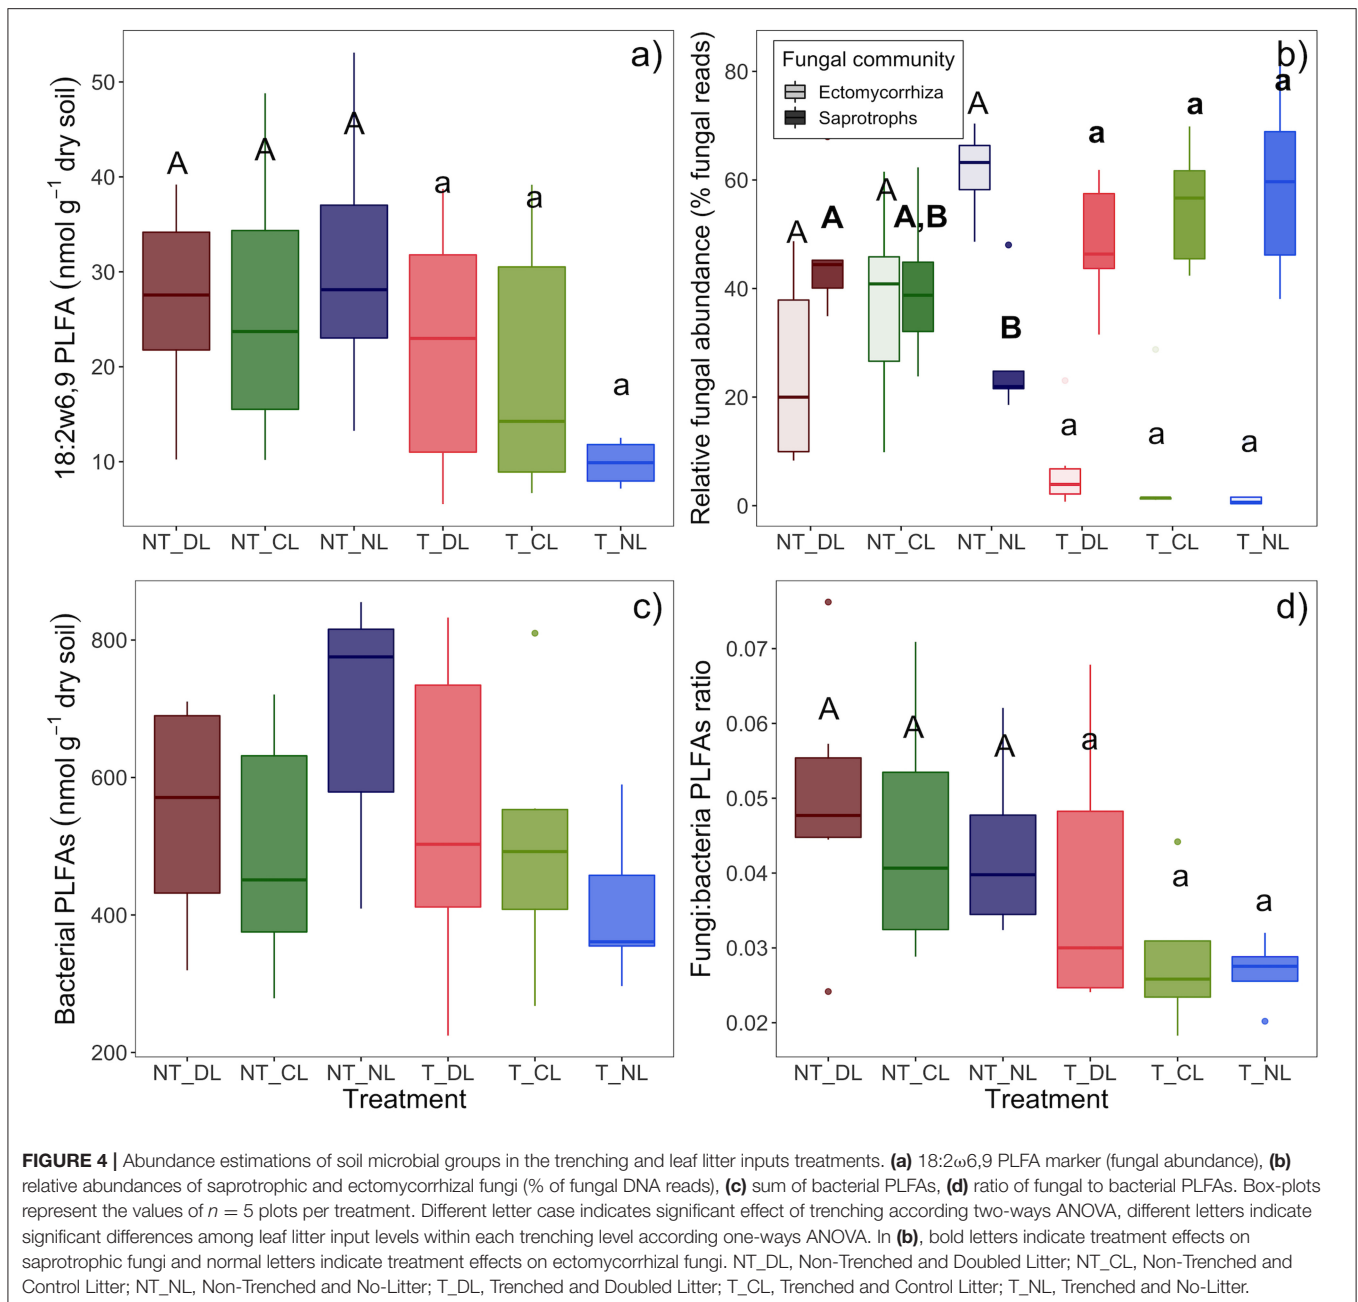 18:2w6,9 PLFA (nmol g−1 dry soil)
50
40
30
20
10
a)
A
A
A
a
a
a
NT_DL
NT_CL
NT_NL
T_DL
T_CL
T_NL
Relative fungal abundance (% fungal reads)
80
60
40
20
0
b)
Fungal community
Ectomycorrhiza
Saprotrophs
A
A
A
A,B
A
B
a
a
a
a
a
a
NT_DL
NT_CL
NT_NL
T_DL
T_CL
T_NL
Bacterial PLFAs (nmol g−1 dry soil)
800
600
400
200
c)
NT_DL
NT_CL
NT_NL
T_DL
T_CL
T_NL
Treatment
Fungi:bacteria PLFAs ratio
0.07
0.06
0.05
0.04
0.03
0.02
d)
A
A
A
a
a
a
NT_DL
NT_CL
NT_NL
T_DL
T_CL
T_NL
Treatment
FIGURE 4 | Abundance estimations of soil microbial groups in the trenching and leaf litter inputs treatments. (a) 18:2ω6,9 PLFA marker (fungal abundance), (b)
relative abundances of saprotrophic and ectomycorrhizal fungi (% of fungal DNA reads), (c) sum of bacterial PLFAs, (d) ratio of fungal to bacterial PLFAs. Box-plots
represent the values of n = 5 plots per treatment. Different letter case indicates significant effect of trenching according two-ways ANOVA, different letters indicate
significant differences among leaf litter input levels within each trenching level according one-ways ANOVA. In (b), bold letters indicate treatment effects on
saprotrophic fungi and normal letters indicate treatment effects on ectomycorrhizal fungi. NT_DL, Non-Trenched and Doubled Litter; NT_CL, Non-Trenched and
Control Litter; NT_NL, Non-Trenched and No-Litter; T_DL, Trenched and Doubled Litter; T_CL, Trenched and Control Litter; T_NL, Trenched and No-Litter.